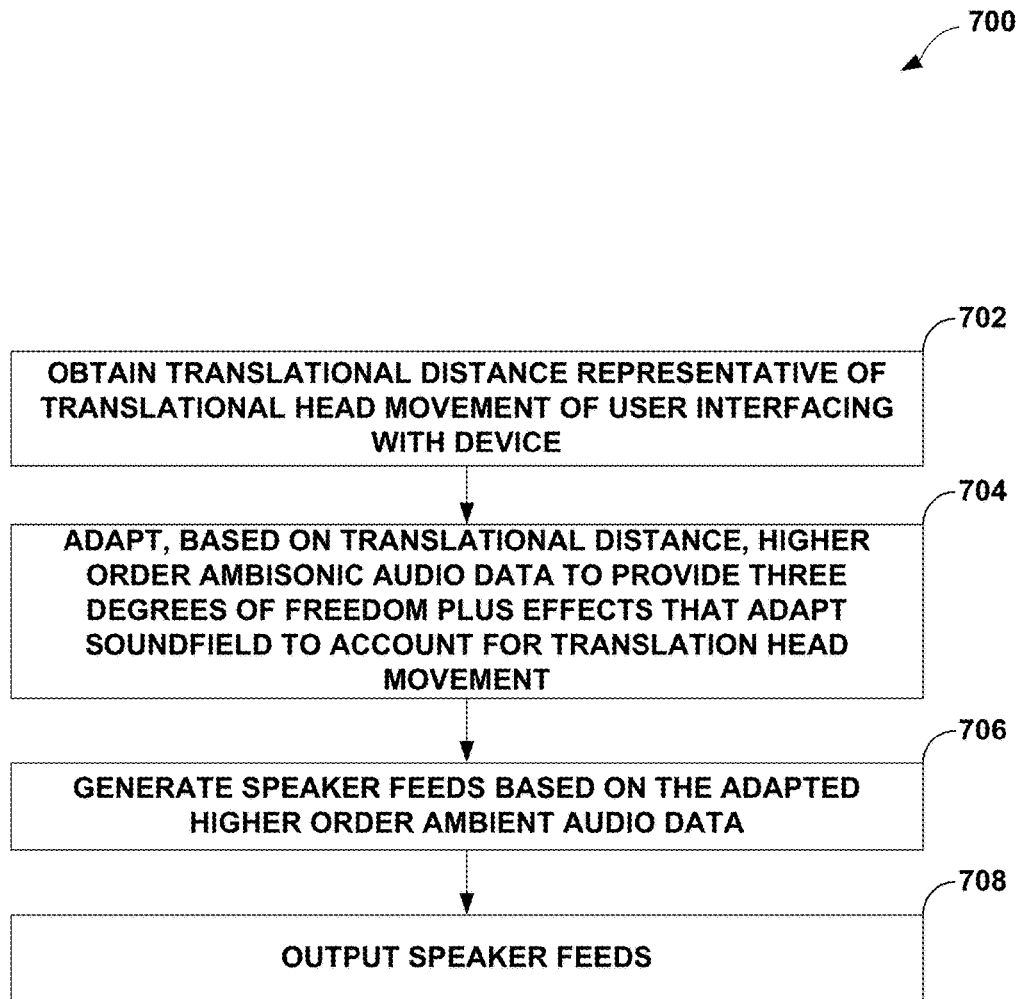 700
702
OBTAIN TRANSLATIONAL DISTANCE REPRESENTATIVE OF
TRANSLATIONAL HEAD MOVEMENT OF USER INTERFACING
WITH DEVICE
704
ADAPT, BASED ON TRANSLATIONAL DISTANCE, HIGHER
ORDER AMBISONIC AUDIO DATA TO PROVIDE THREE
DEGREES OF FREEDOM PLUS EFFECTS THAT ADAPT
SOUNDFIELD TO ACCOUNT FOR TRANSLATION HEAD
MOVEMENT
706
GENERATE SPEAKER FEEDS BASED ON THE ADAPTED
HIGHER ORDER AMBIENT AUDIO DATA
708
OUTPUT SPEAKER FEEDS